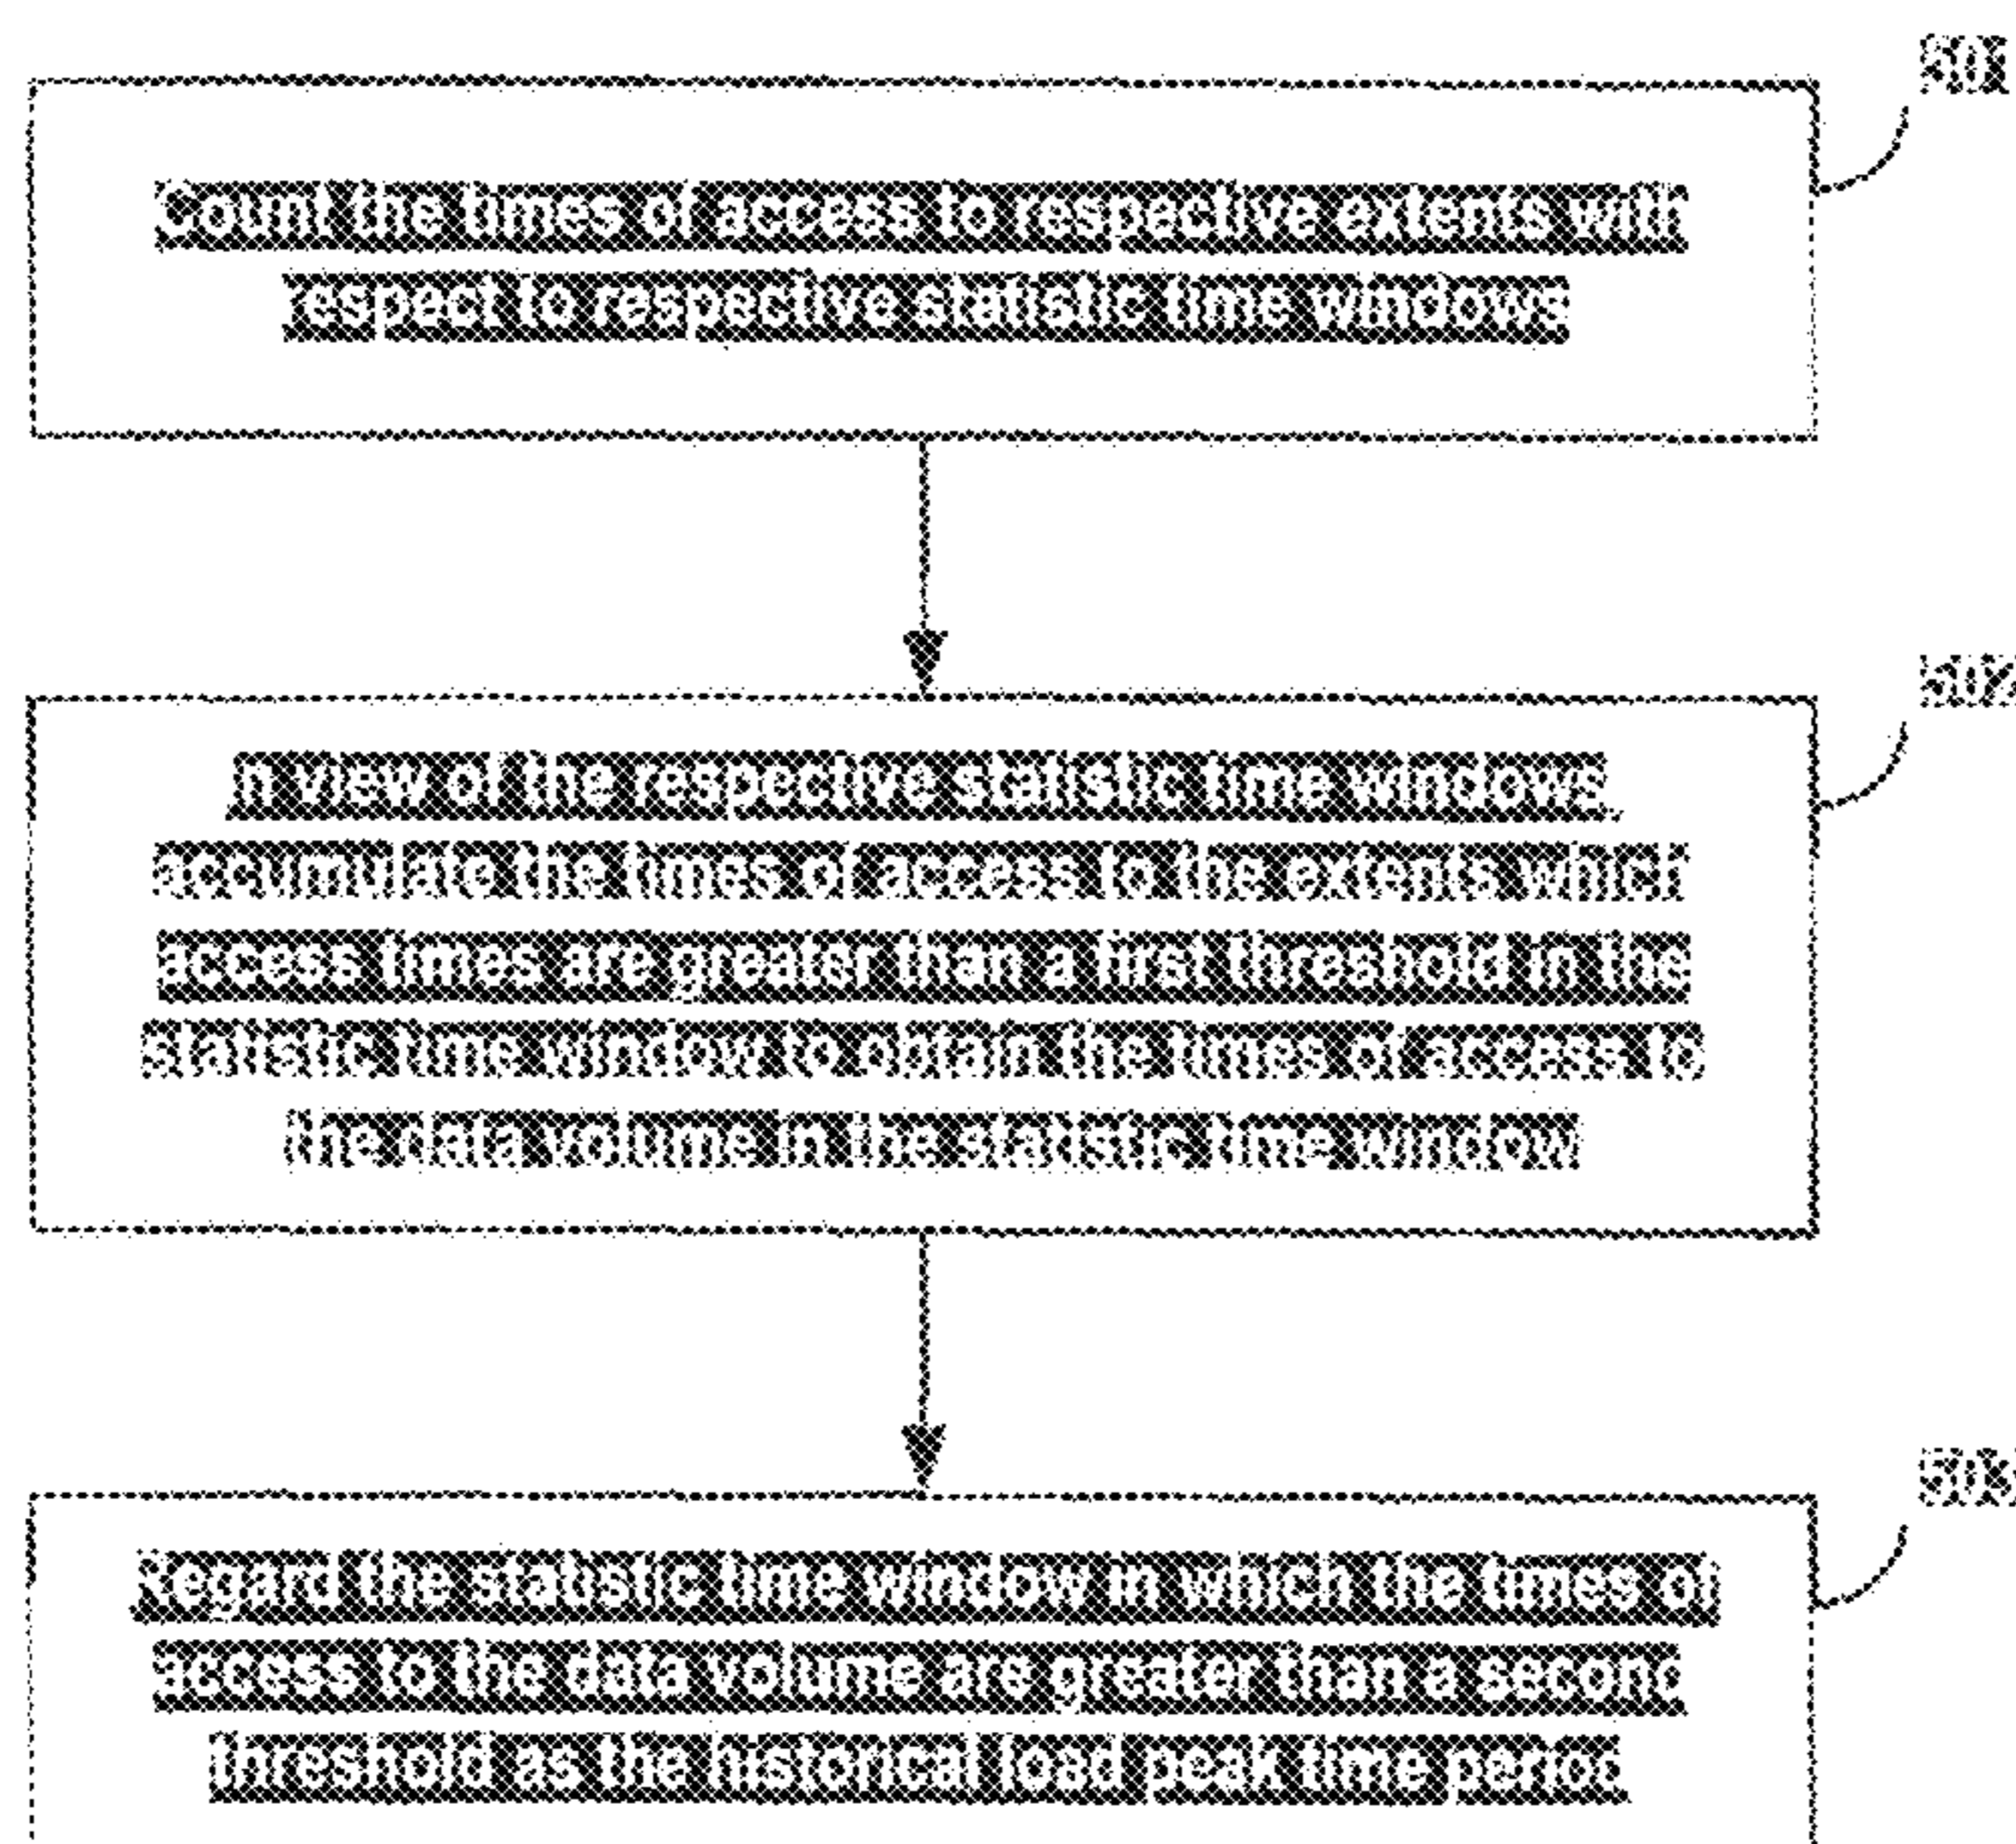 501
Count the times of access to respective extents with
respect to respective statistic time windows
502
In view of the respective statistic time windows,
accumulate the times of access to the extents which
access times are greater than a first threshold in the
statistic time window to obtain the times of access to
the data volume in the statistic time window
503
Regard the statistic time window in which the times of
access to the data volume are greater than a second
threshold as the historical load peak time period